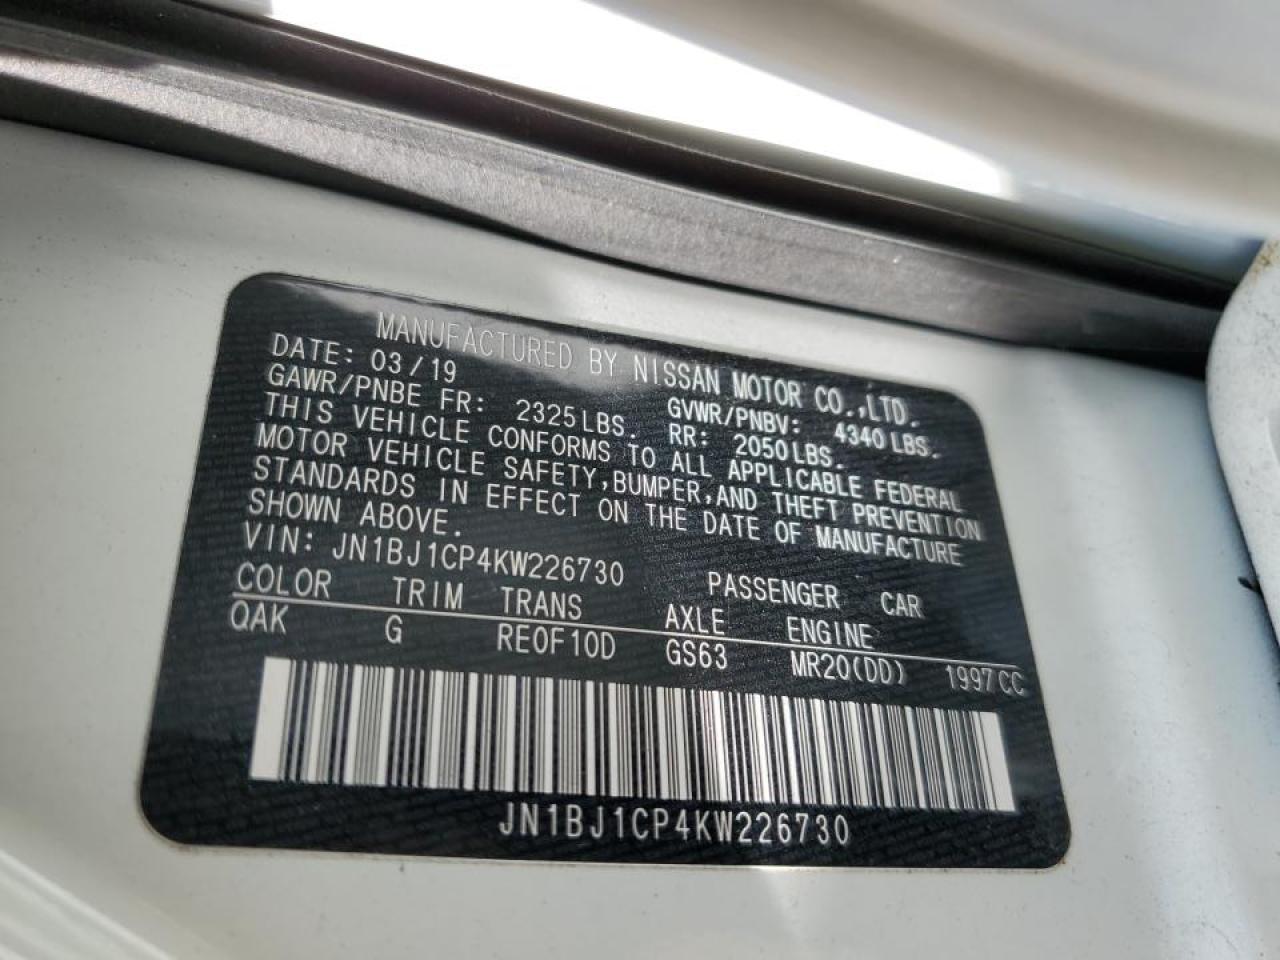 MANUFACTURED BY NISSAN MOTOR CO.,LTD.
DATE: 03/19 GVWR/PNBV: 4340 LBS.
GAWR/PNBE FR: 2325LBS. RR: 2050LBS.
THIS VEHICLE CONFORMS TO ALL APPLICABLE FEDERAL
MOTOR VEHICLE SAFETY,BUMPER,AND THEFT PREVENTION
STANDARDS IN EFFECT ON THE DATE OF MANUFACTURE
SHOWN ABOVE.
VIN: JN1BJ1CP4KW226730 PASSENGER CAR
COLOR TRIM TRANS AXLE ENGINE
QAK G RE0F10D GS63 MR20(DD) 1997CC
JN1BJ1CP4KW226730